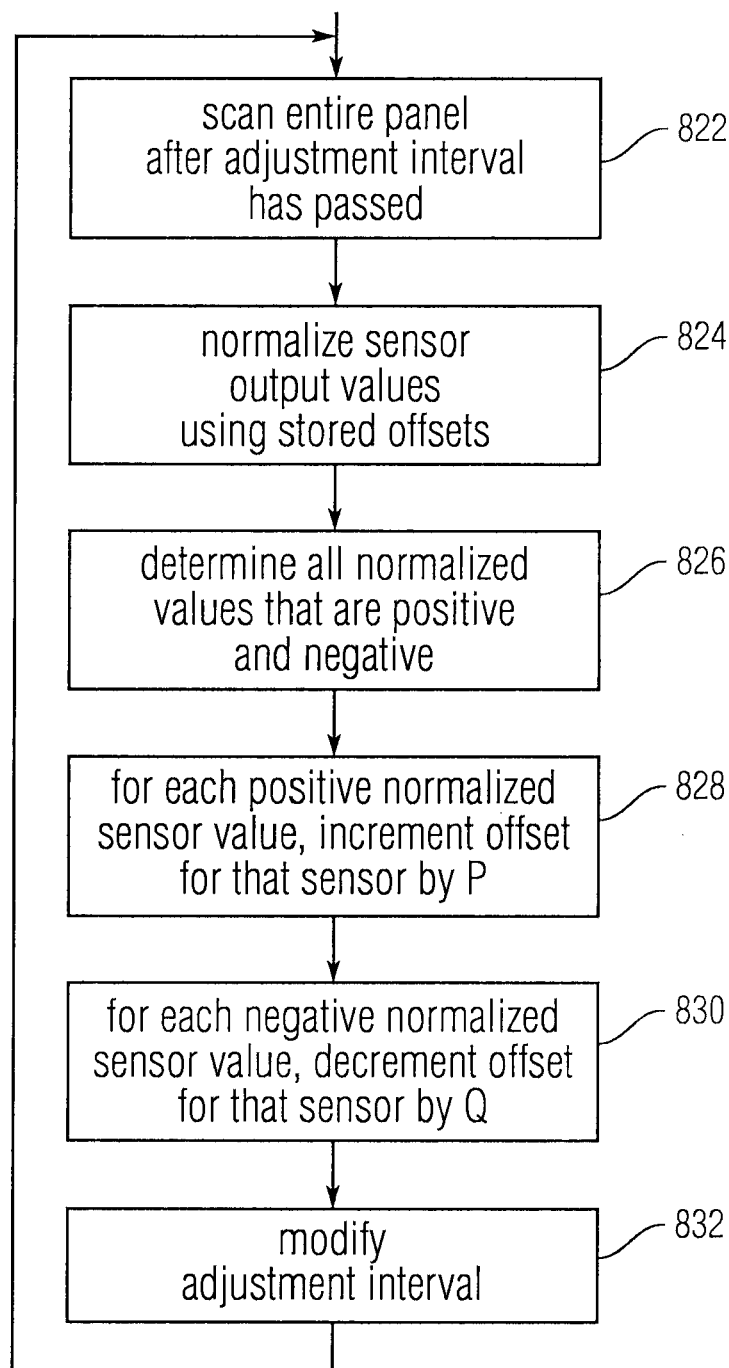 scan entire panel
after adjustment interval
has passed
822
normalize sensor
output values
using stored offsets
824
determine all normalized
values that are positive
and negative
826
for each positive normalized
sensor value, increment offset
for that sensor by P
828
for each negative normalized
sensor value, decrement offset
for that sensor by Q
830
modify
adjustment interval
832